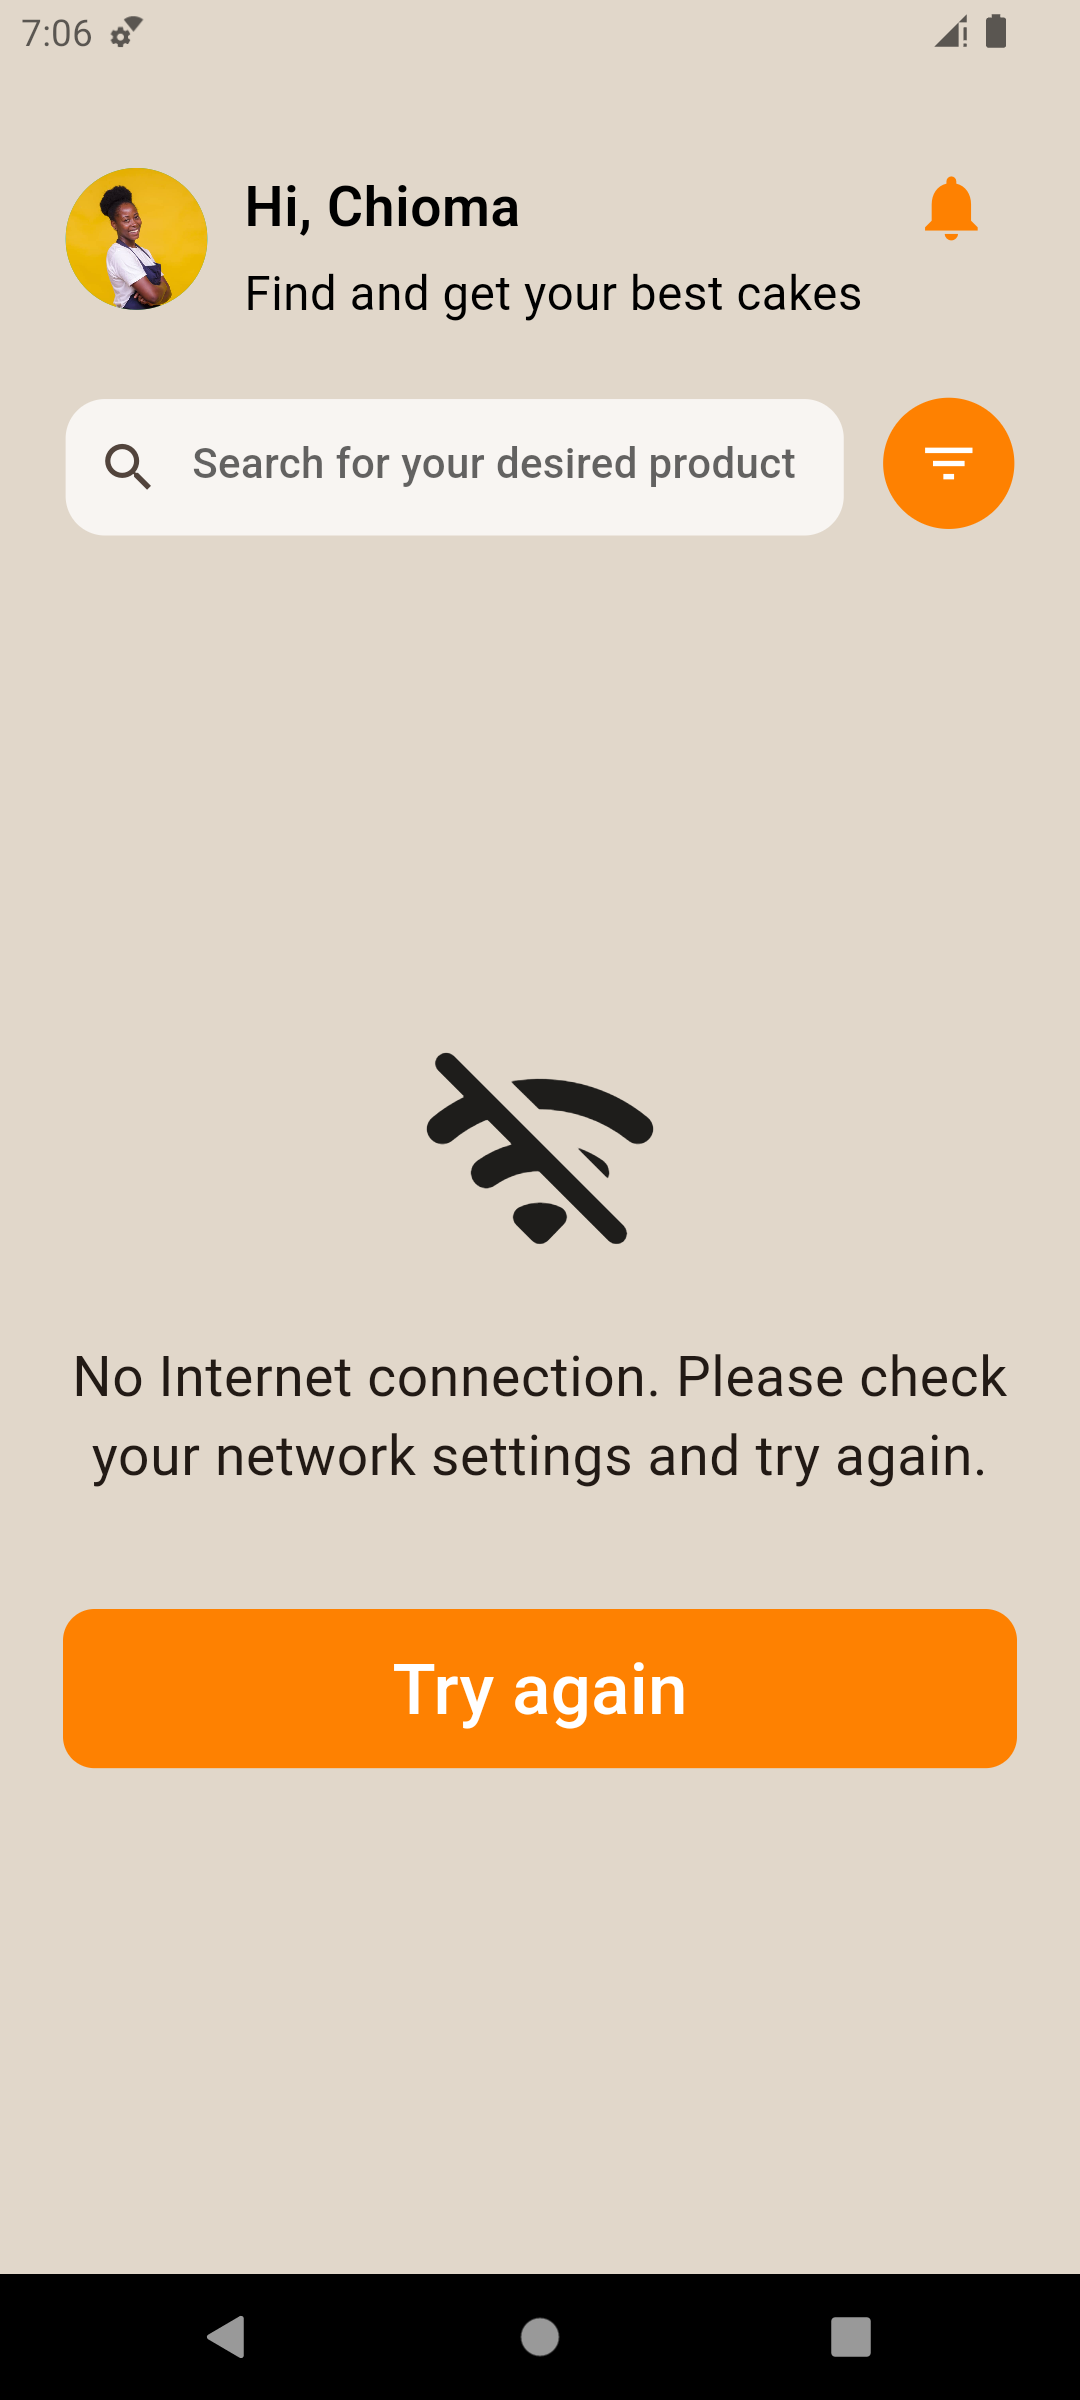 7:06
Hi, Chioma
Find and get your best cakes
Search for your desired product
No Internet connection. Please check
your network settings and try again.
Try again